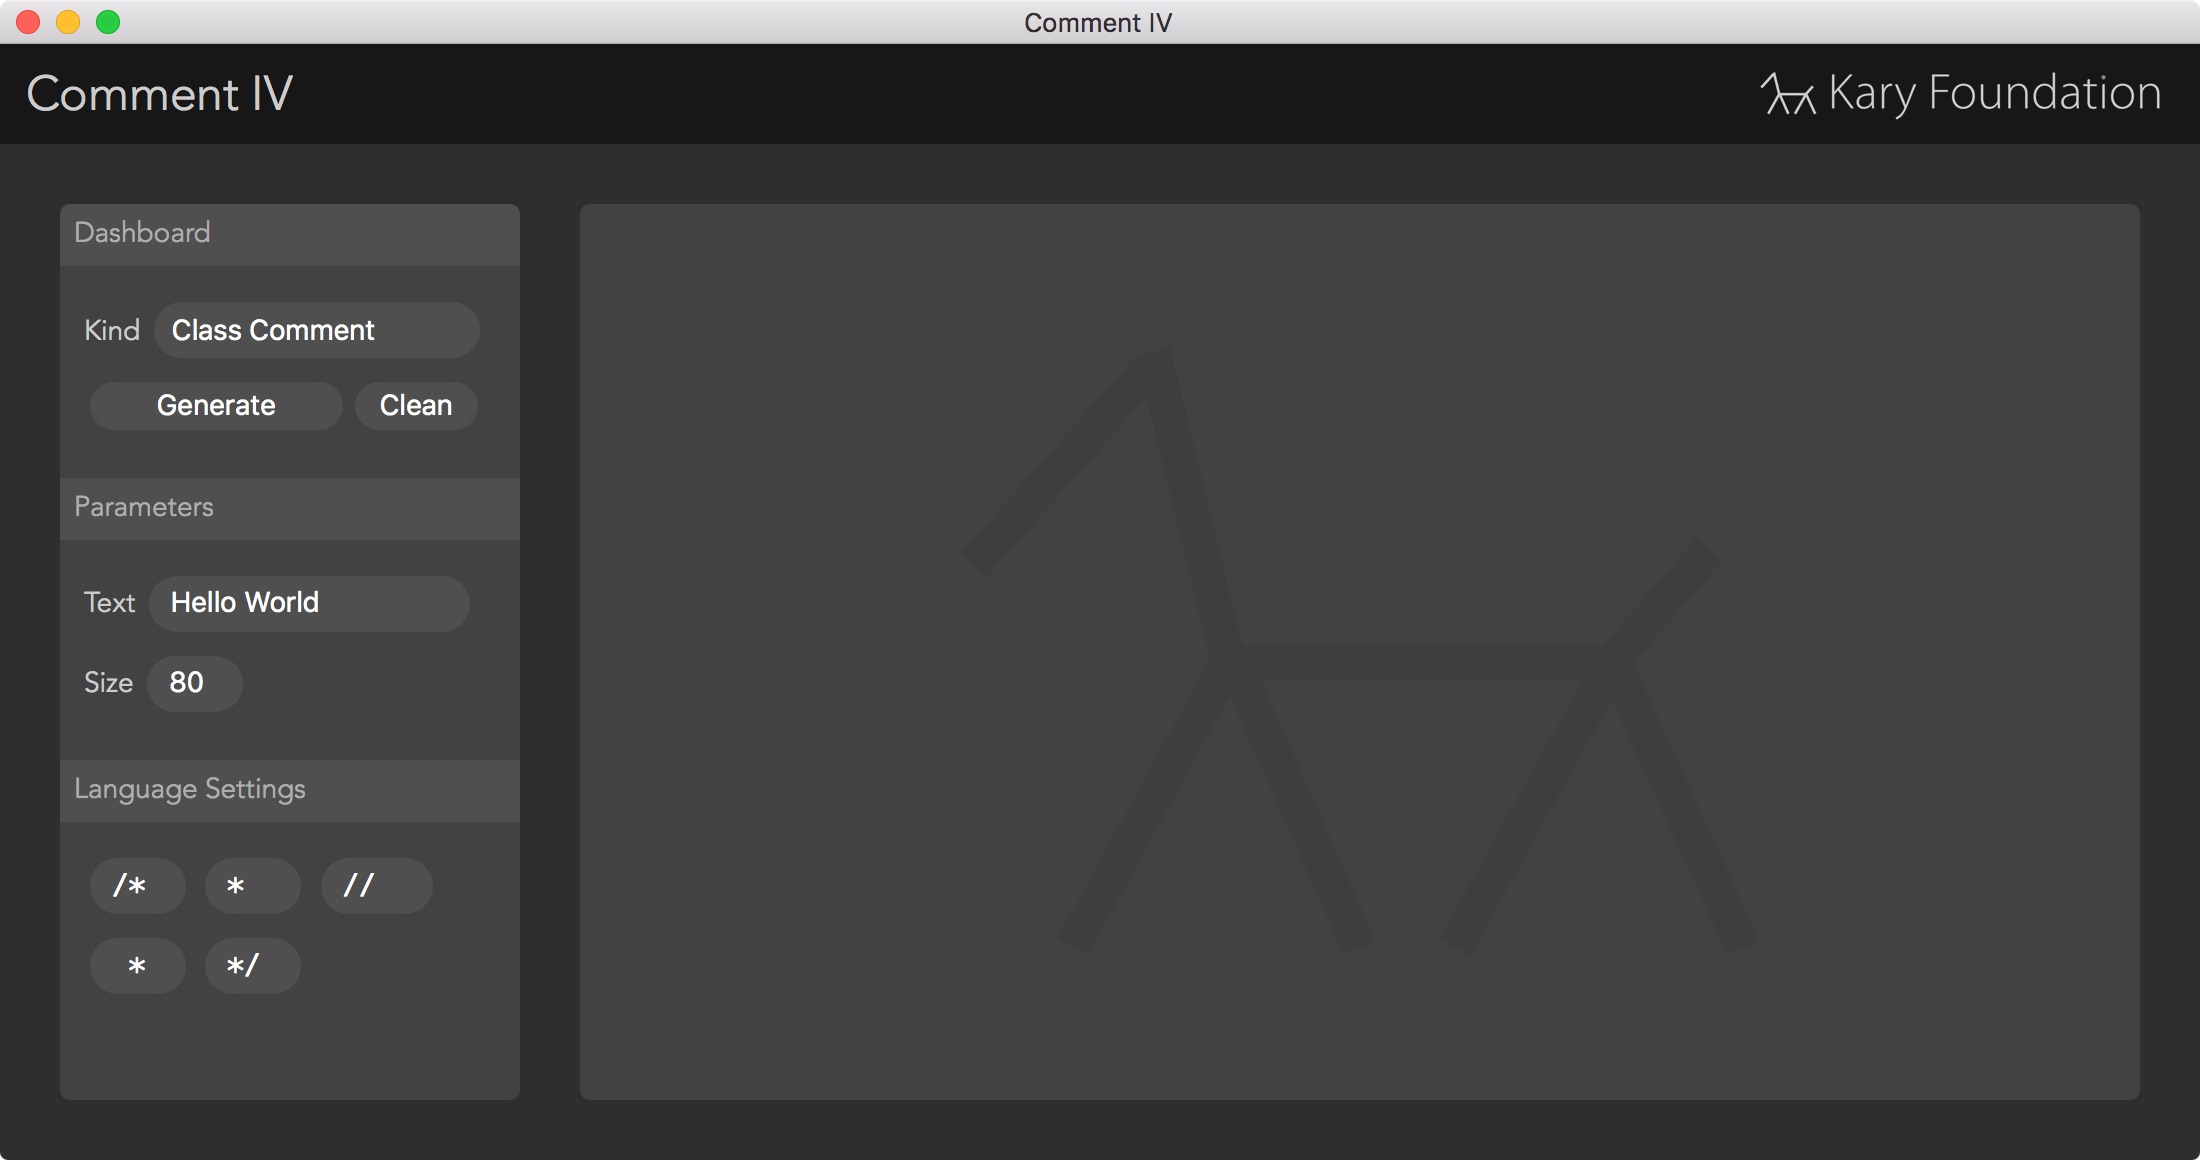 Comment IV
Comment IV
Kary Foundation
Dashboard
Kind Class Comment
Generate Clean
Parameters
Text Hello World
Size 80
Language Settings
/* * //
* */